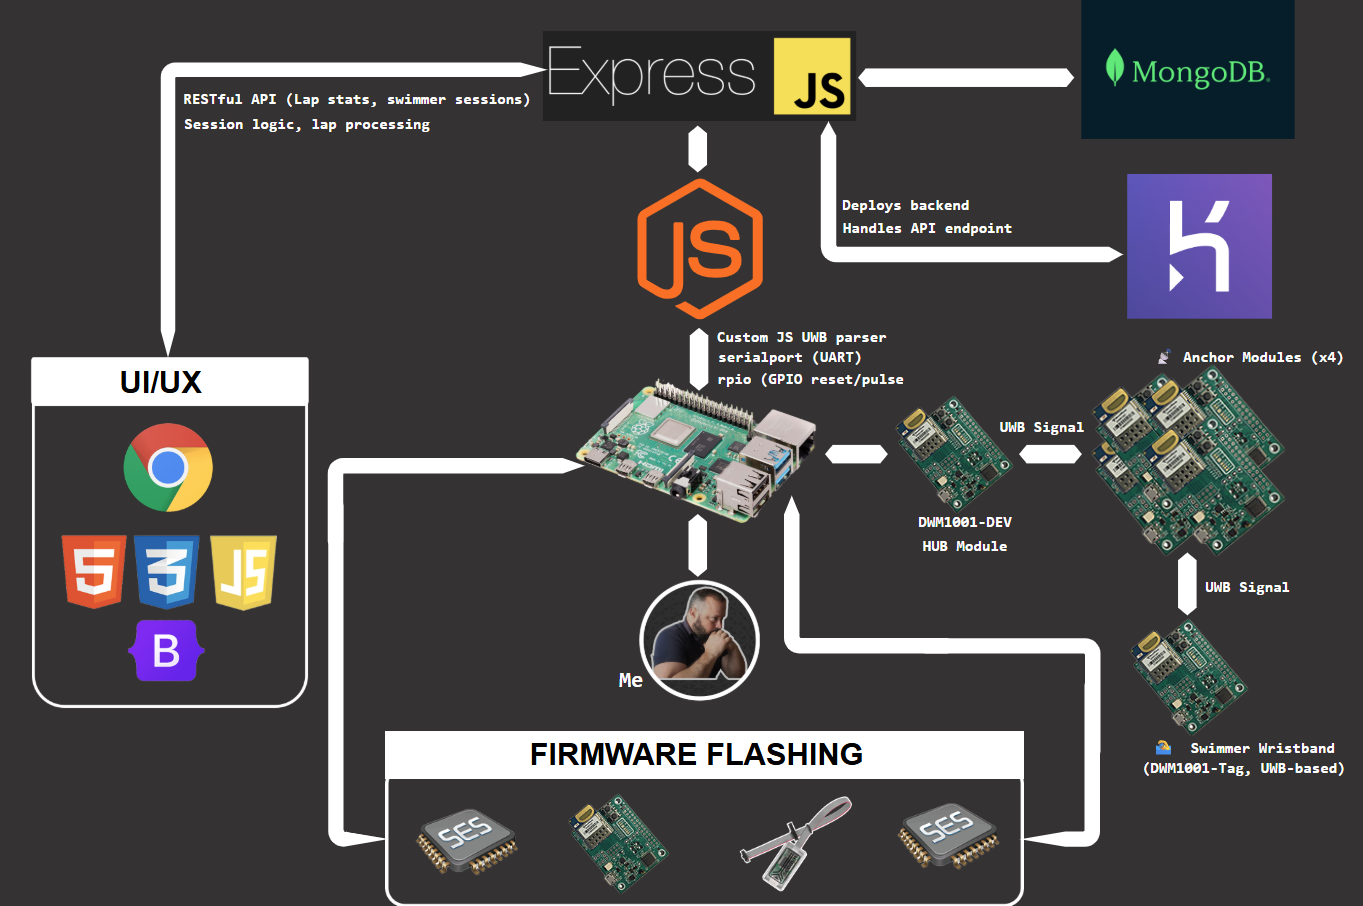 Express
JS
MongoDB.
RESTful API (Lap stats, swimmer sessions)
Session logic, lap processing
JS
Deploys backend
Handles API endpoint
Custom JS UWB parser
serialport (UART)
rpio (GPIO reset/pulse
Anchor Modules (x4)
UI/UX
UWB Signal
5
3
JS
B
DWM1001-DEV
HUB Module
UWB Signal
Me
Swimmer Wristband
(DWM1001-Tag, UWB-based)
FIRMWARE FLASHING
SES
SES